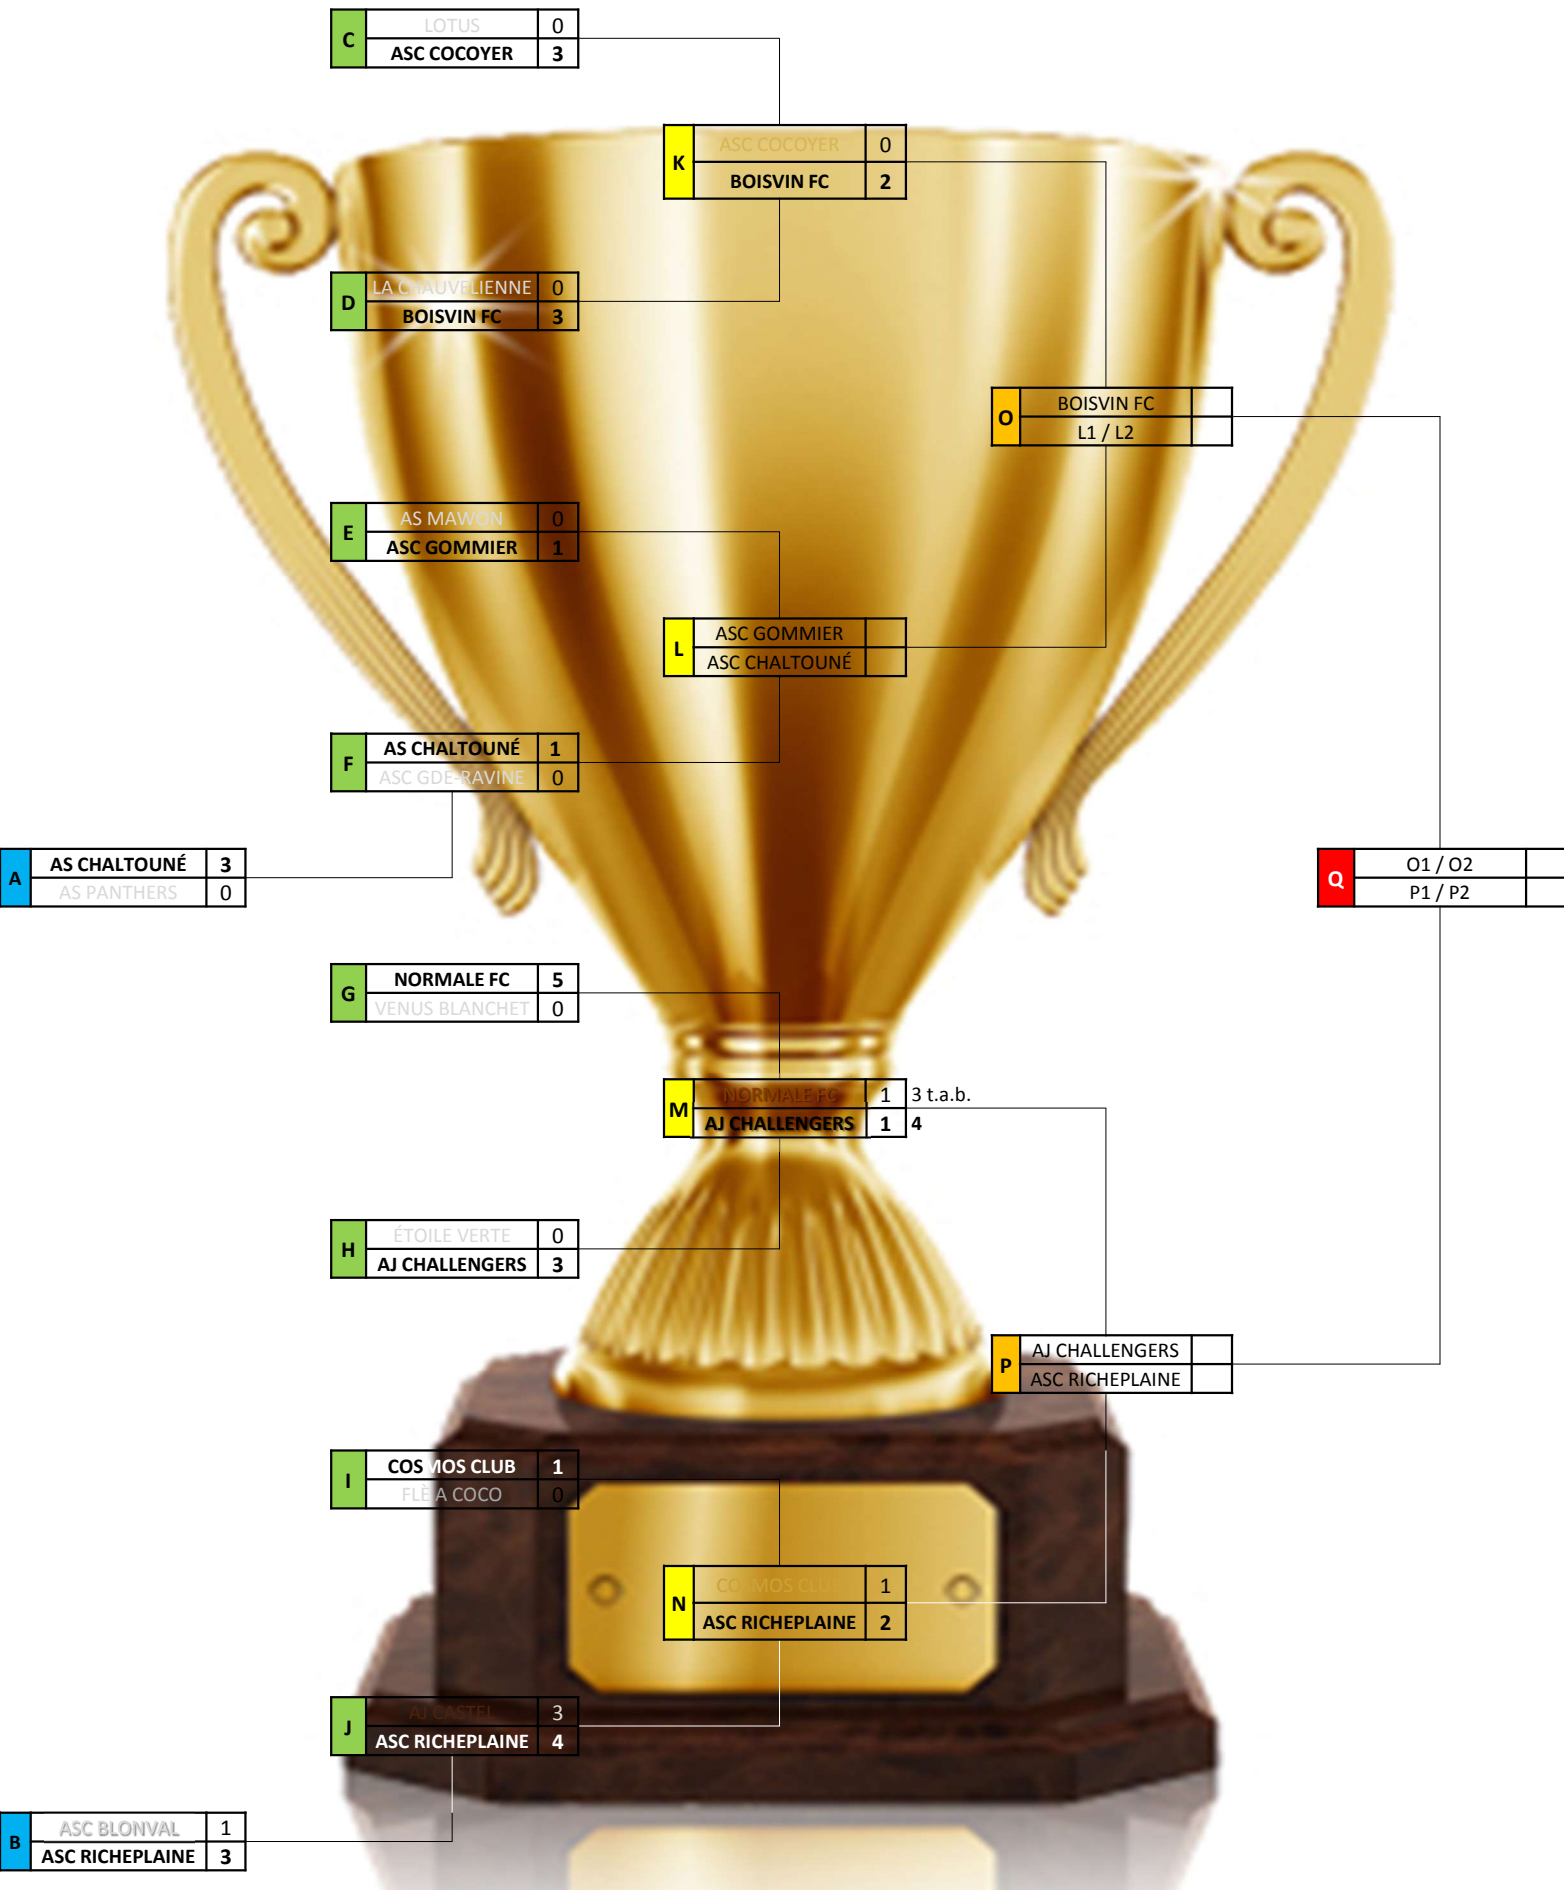 C
LOTUS 0
ASC COCOYER 3
K
ASC COCOYER 0
BOISVIN FC 2
D
LA CHAUVELIENNE 0
BOISVIN FC 3
O
BOISVIN FC
L1 / L2
E
AS MAWON 0
ASC GOMMIER 1
L
ASC GOMMIER
ASC CHALTOUNÉ
F
AS CHALTOUNÉ 1
ASC GDE-RAVINE 0
A
AS CHALTOUNÉ 3
AS PANTHERS 0
Q
O1 / O2
P1 / P2
G
NORMALE FC 5
VENUS BLANCHET 0
M
NORMALE FC 1 3 t.a.b.
AJ CHALLENGERS 1 4
H
ÉTOILE VERTE 0
AJ CHALLENGERS 3
P
AJ CHALLENGERS
ASC RICHEPLAINE
I
COSMOS CLUB 1
FLÈ A COCO 0
N
COSMOS CLUB 1
ASC RICHEPLAINE 2
J
AJ CASTEL 3
ASC RICHEPLAINE 4
B
ASC BLONVAL 1
ASC RICHEPLAINE 3